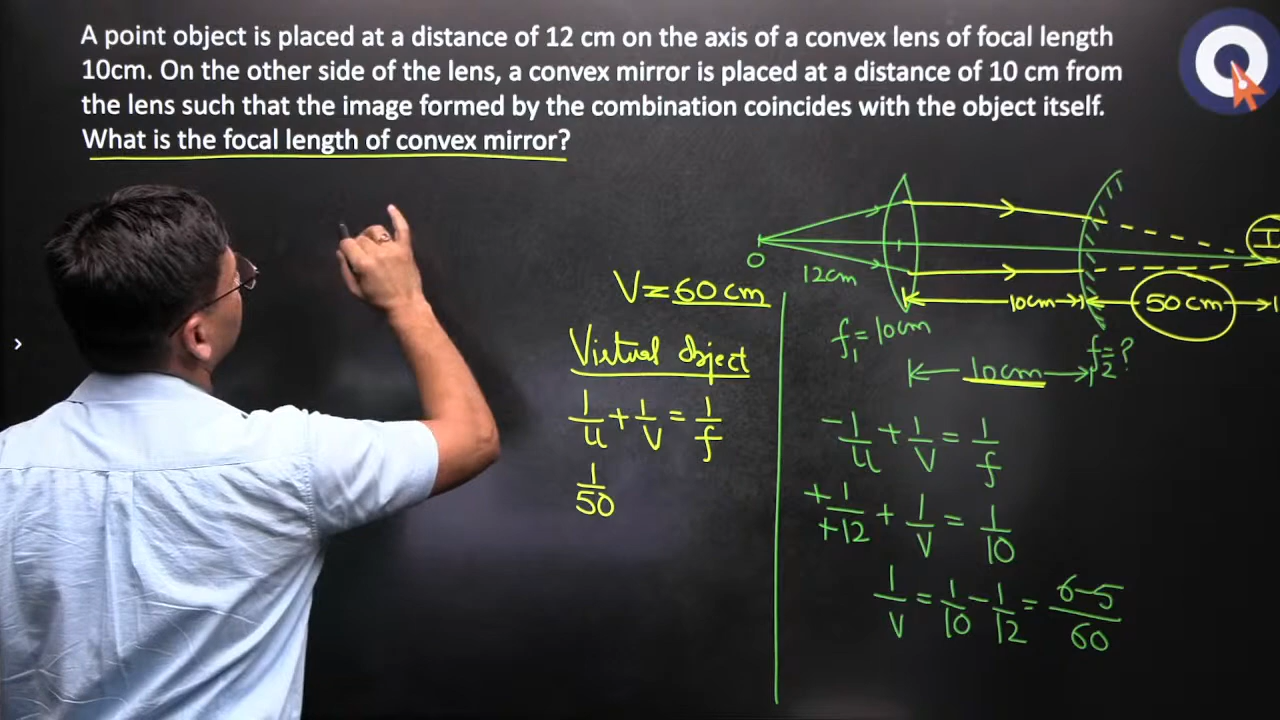 A point object is placed at a distance of 12 cm on the axis of a convex lens of focal length
10cm. On the other side of the lens, a convex mirror is placed at a distance of 10 cm from
the lens such that the image formed by the combination coincides with the object itself.
What is the focal length of convex mirror?
O
12cm
I
10cm
50cm
f₁=10cm
f₂=?
10cm
V=60cm
Virtual object
1/u + 1/v = 1/f
1/50
-1/u + 1/v = 1/f
+1/+12 + 1/v = 1/10
1/v = 1/10 - 1/12 = 6-5/60